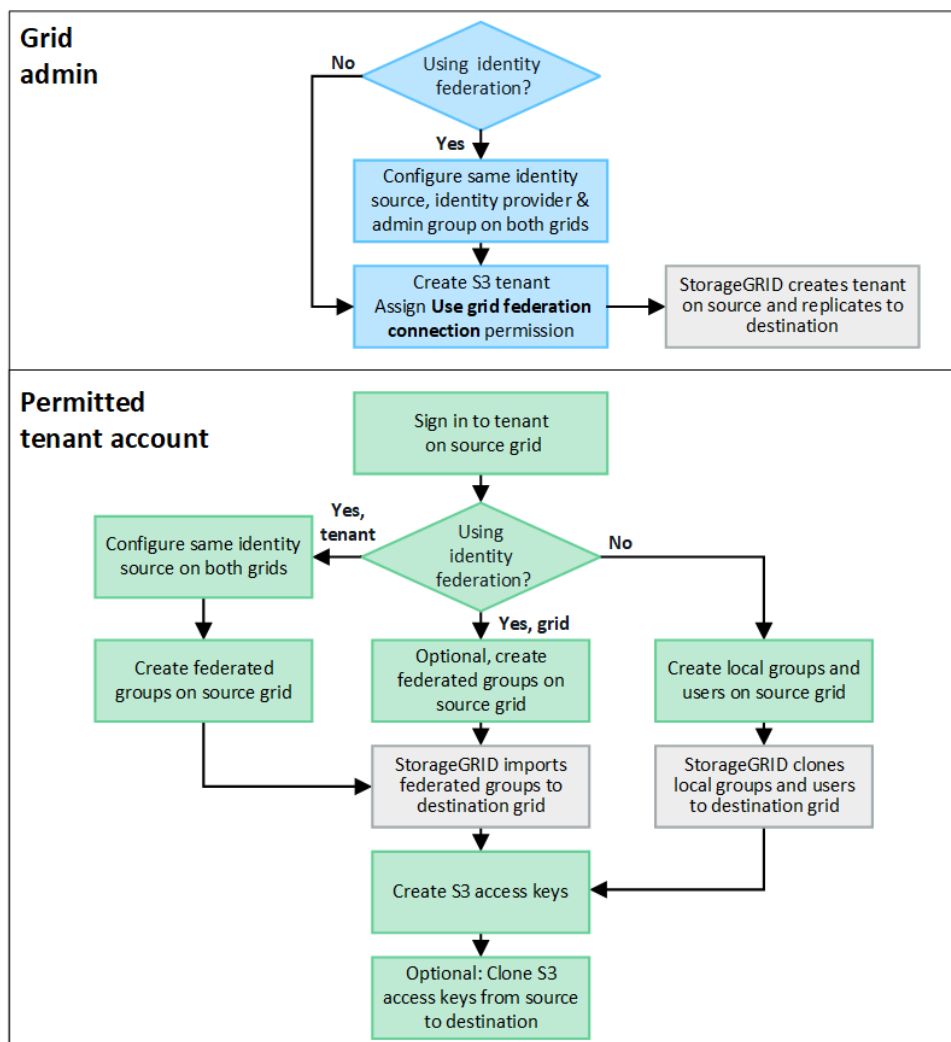 Grid
admin
No
Using identity
federation?
Yes
Configure same identity
source, identity provider &
admin group on both grids
Create S3 tenant
Assign Use grid federation
connection permission
StorageGRID creates tenant
on source and replicates to
destination
Permitted
tenant account
Sign in to tenant
on source grid
Yes,
tenant
Configure same identity
source on both grids
Using
identity
federation?
No
Yes, grid
Create federated
groups on source grid
Optional, create
federated groups on
source grid
Create local groups and
users on source grid
StorageGRID imports
federated groups to
destination grid
StorageGRID clones
local groups and users
to destination grid
Create S3 access keys
Optional: Clone S3
access keys from source
to destination